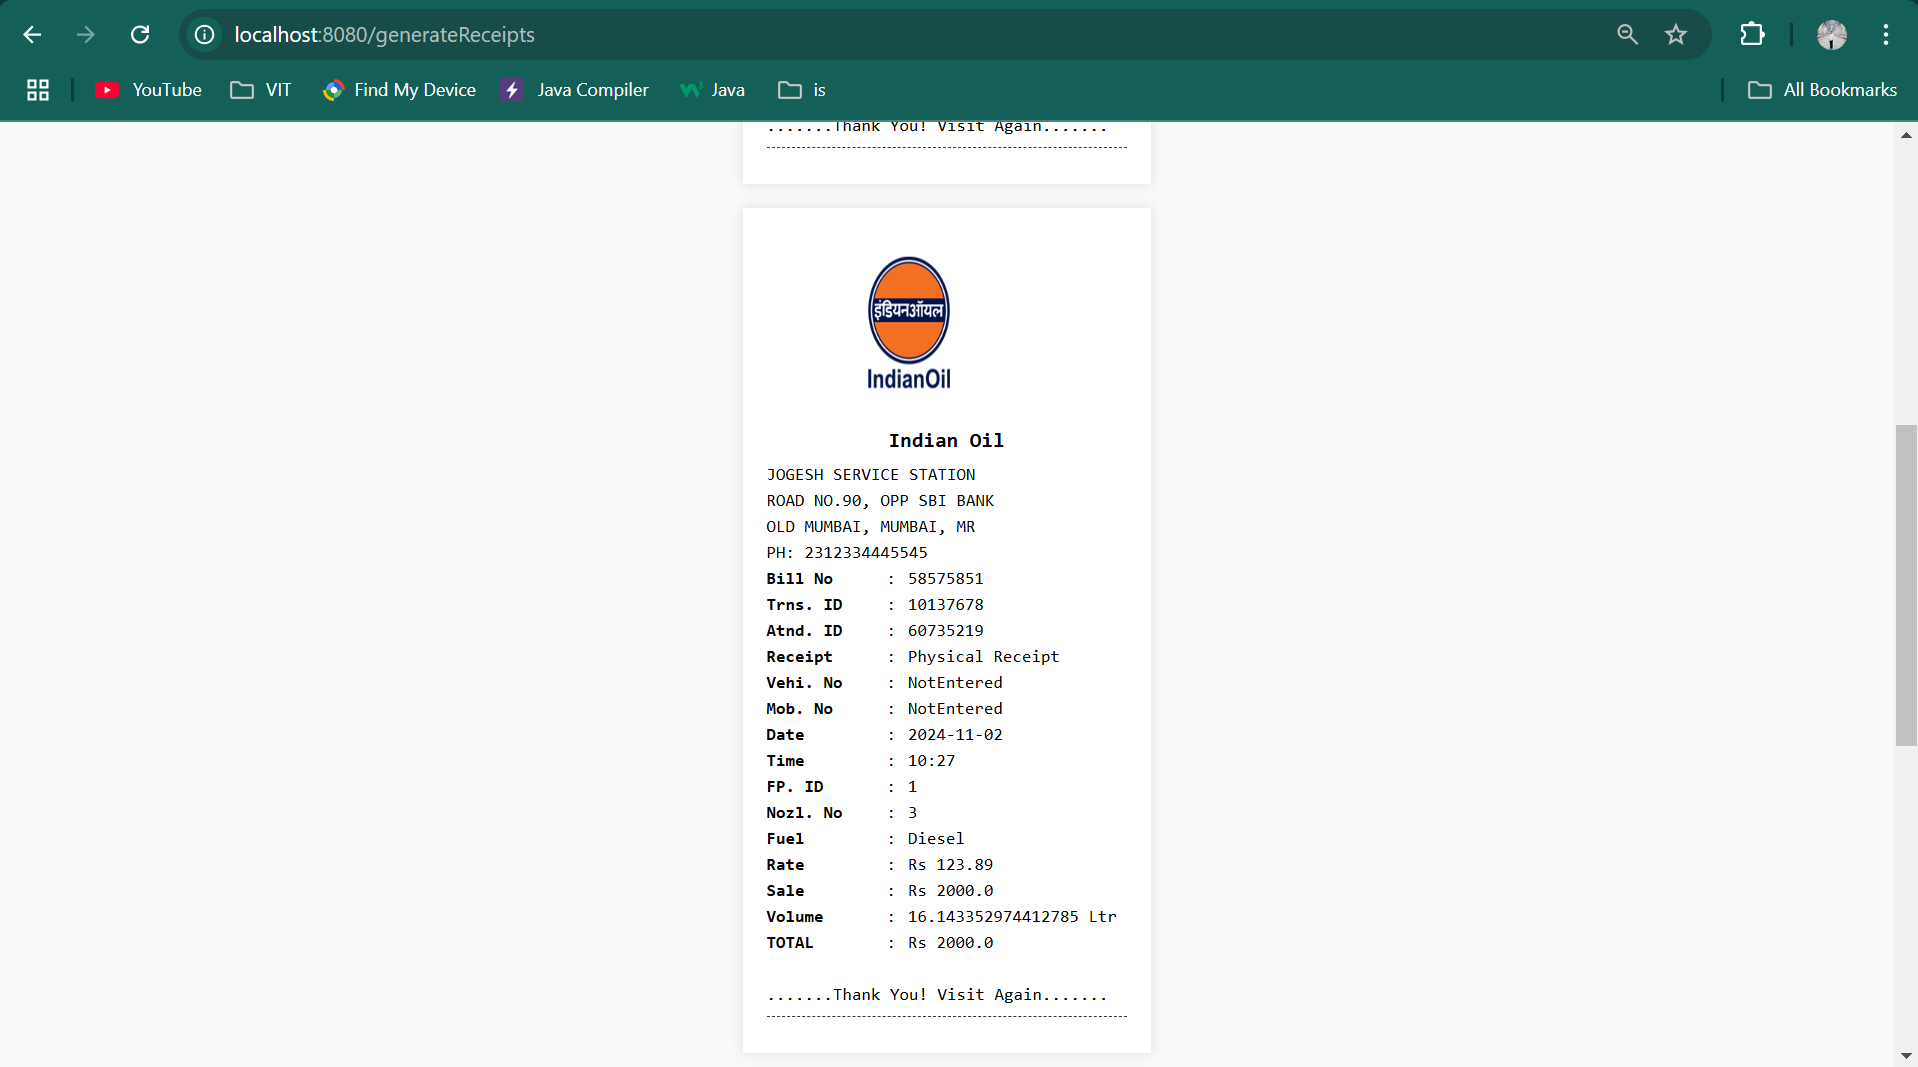 localhost:8080/generateReceipts
YouTube VIT Find My Device Java Compiler Java is All Bookmarks
.......Thank You! Visit Again.......
इंडियनऑयल
IndianOil
Indian Oil
JOGESH SERVICE STATION
ROAD NO.90, OPP SBI BANK
OLD MUMBAI, MUMBAI, MR
PH: 2312334445545
Bill No : 58575851
Trns. ID : 10137678
Atnd. ID : 60735219
Receipt : Physical Receipt
Vehi. No : NotEntered
Mob. No : NotEntered
Date : 2024-11-02
Time : 10:27
FP. ID : 1
Nozl. No : 3
Fuel : Diesel
Rate : Rs 123.89
Sale : Rs 2000.0
Volume : 16.143352974412785 Ltr
TOTAL : Rs 2000.0
.......Thank You! Visit Again.......